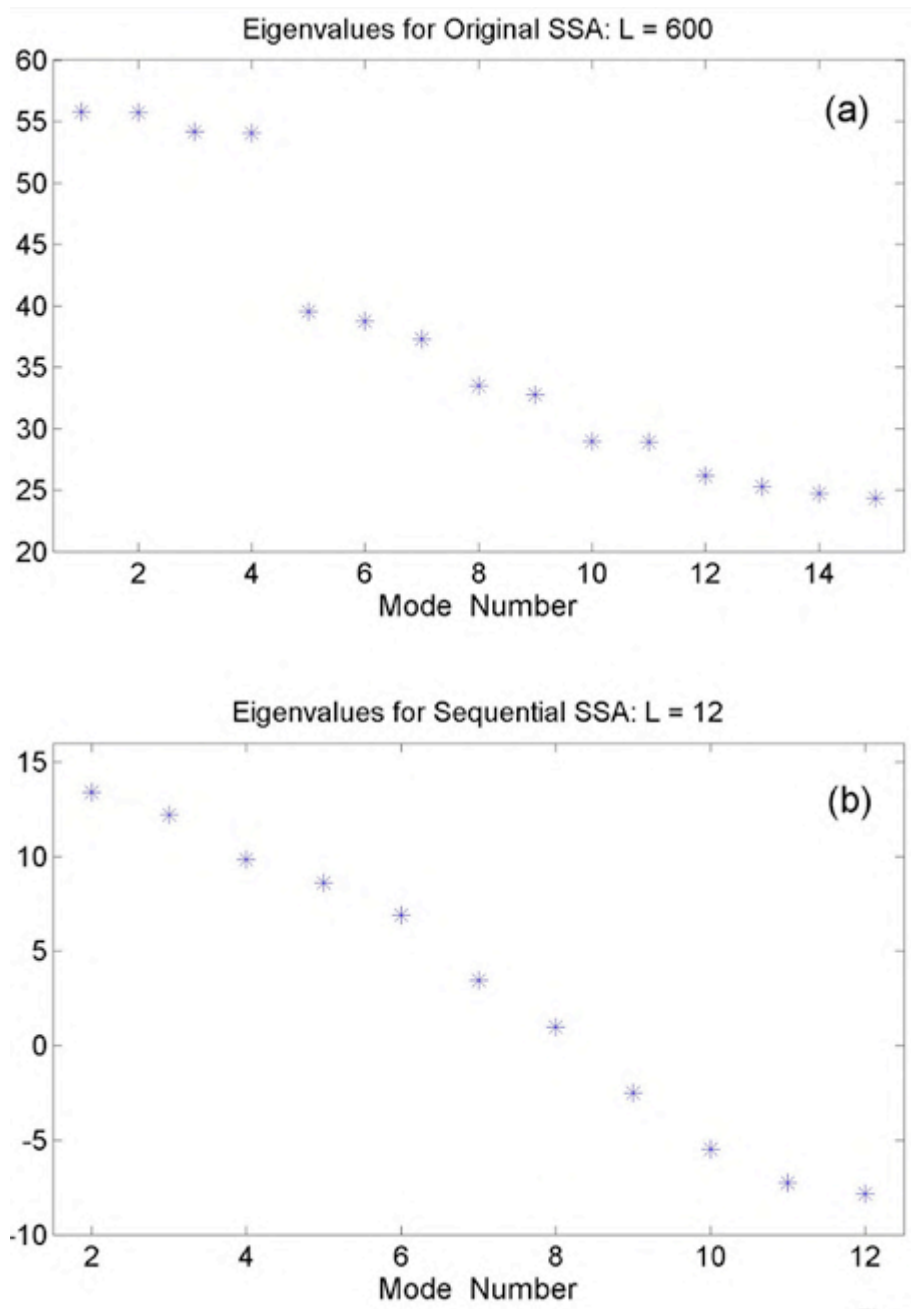 Eigenvalues for Original SSA: L = 600
60
(a)
55
50
45
40
35
30
25
20
2 4 6 8 10 12 14
Mode Number
Eigenvalues for Sequential SSA: L = 12
15
(b)
10
5
0
-5
-10
2 4 6 8 10 12
Mode Number